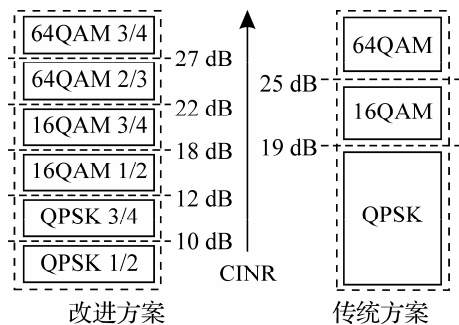 64QAM 3/4
27 dB
64QAM 2/3
22 dB
16QAM 3/4
18 dB
16QAM 1/2
12 dB
QPSK 3/4
10 dB
QPSK 1/2
改进方案
CINR
64QAM
25 dB
16QAM
19 dB
QPSK
传统方案